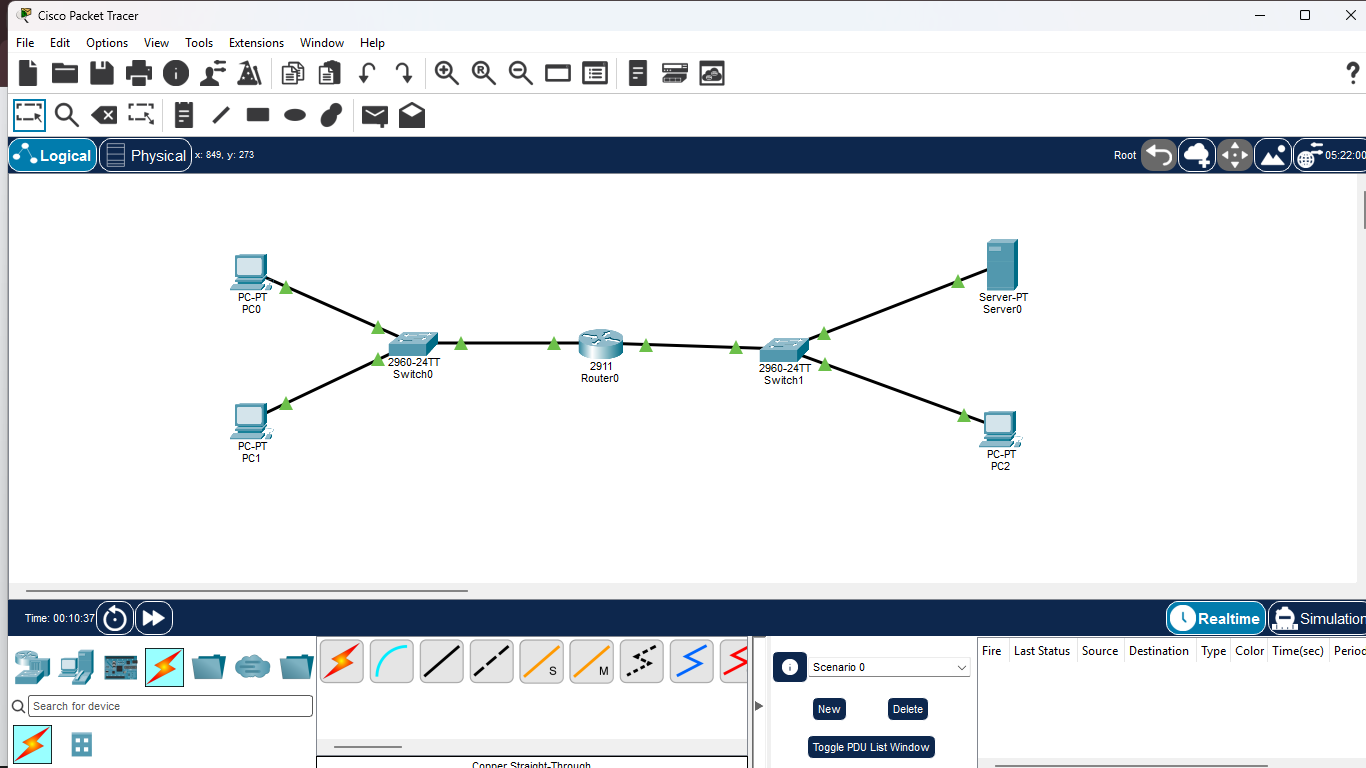 Cisco Packet Tracer
File Edit Options View Tools Extensions Window Help
Logical Physical x: 849, y: 273 Root 05:22:00
PC-PT
PC0
PC-PT
PC1
2960-24TT
Switch0
2911
Router0
2960-24TT
Switch1
Server-PT
Server0
PC-PT
PC2
Time: 00:10:37 Realtime Simulation
Search for device
S M
Copper Straight-Through
Scenario 0
New Delete
Toggle PDU List Window
Fire Last Status Source Destination Type Color Time(sec) Periodic